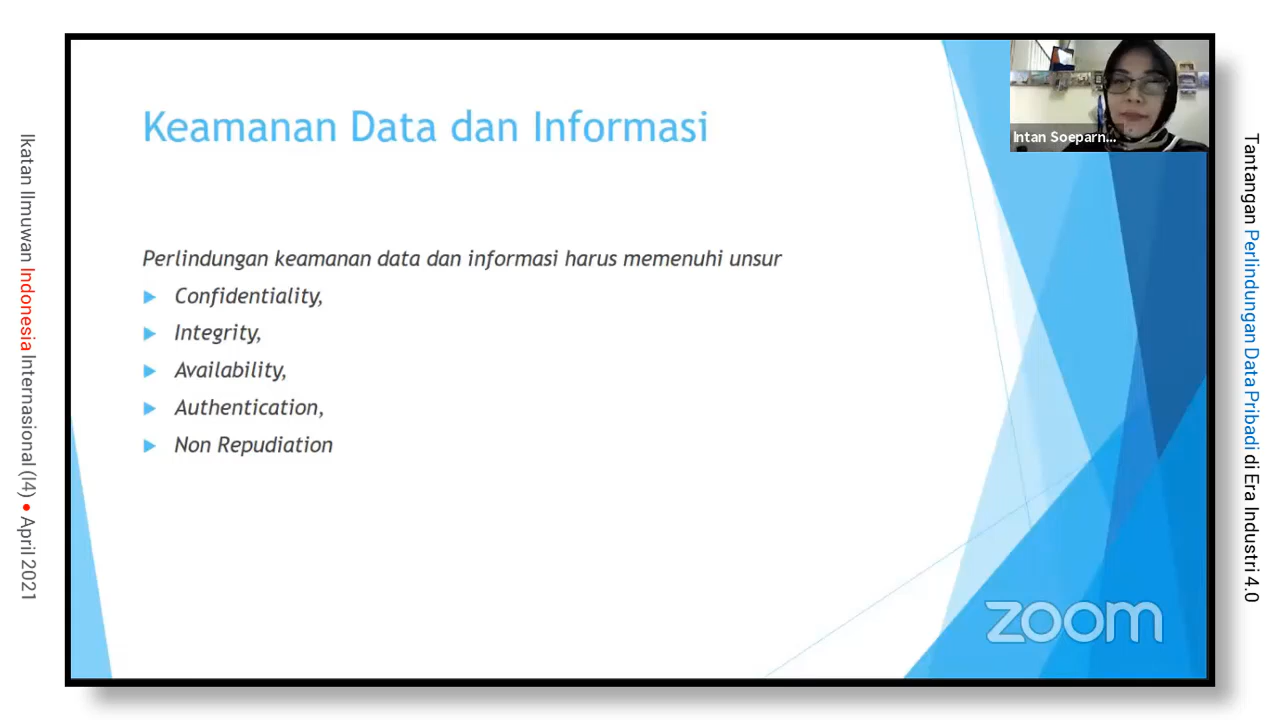 Keamanan Data dan Informasi
Intan Soeparn...
Perlindungan keamanan data dan informasi harus memenuhi unsur
Confidentiality,
Integrity,
Availability,
Authentication,
Non Repudiation
zoom
Ikatan Ilmuwan Indonesia Internasional (I4) • April 2021
Tantangan Perlindungan Data Pribadi di Era Industri 4.0